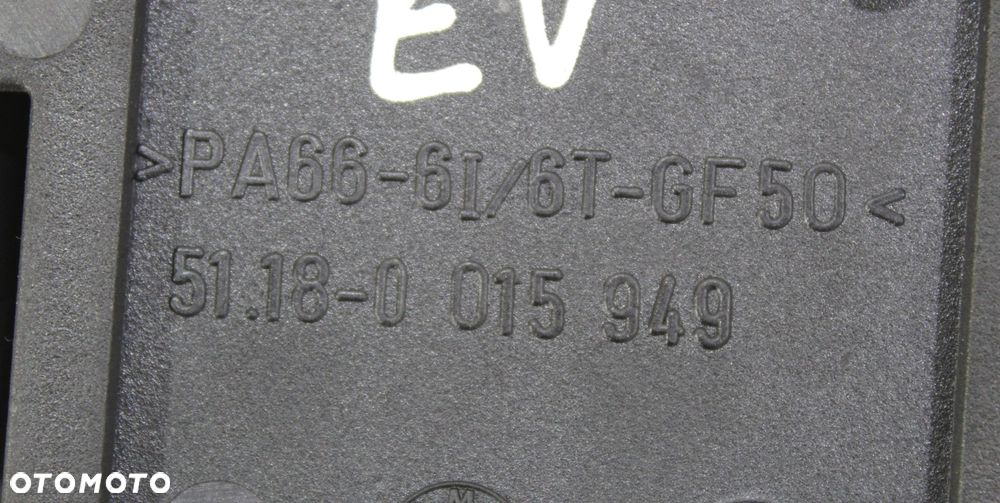 EV
>PA66-6I/6T-GF50<
51.18-0 015 949
M
OTOMOTO